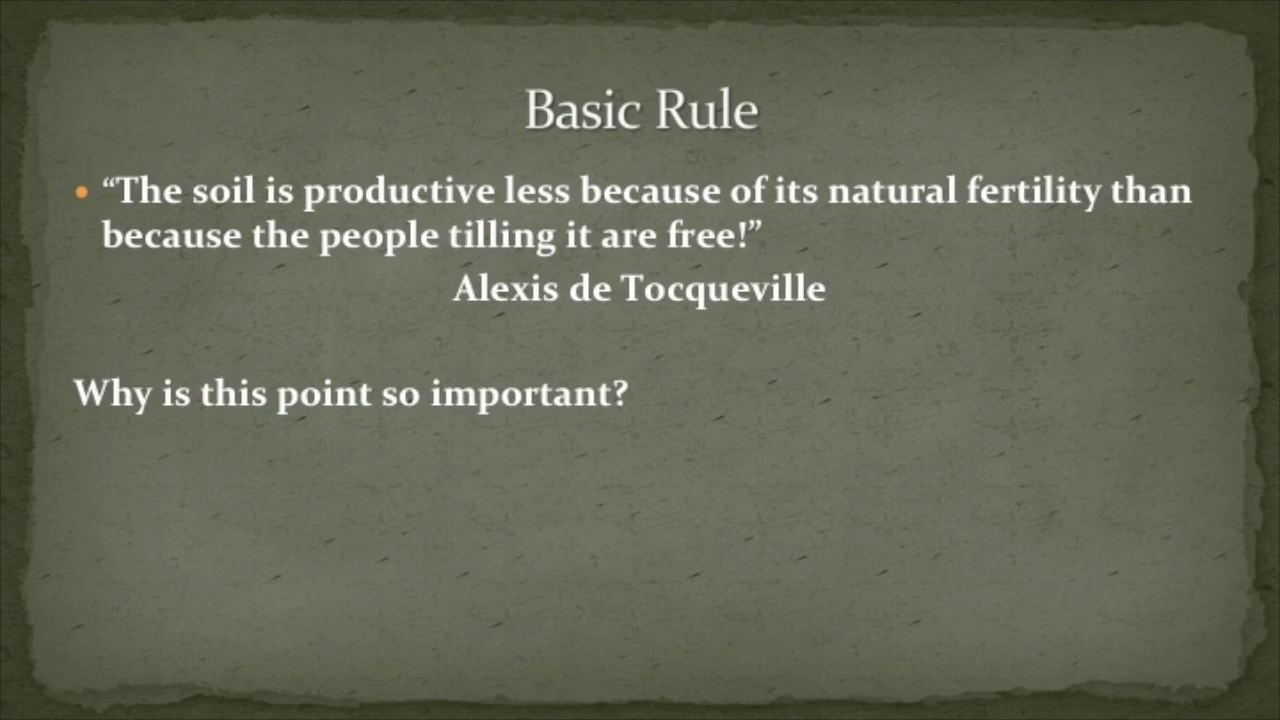 Basic Rule
• “The soil is productive less because of its natural fertility than
because the people tilling it are free!”
Alexis de Tocqueville
Why is this point so important?